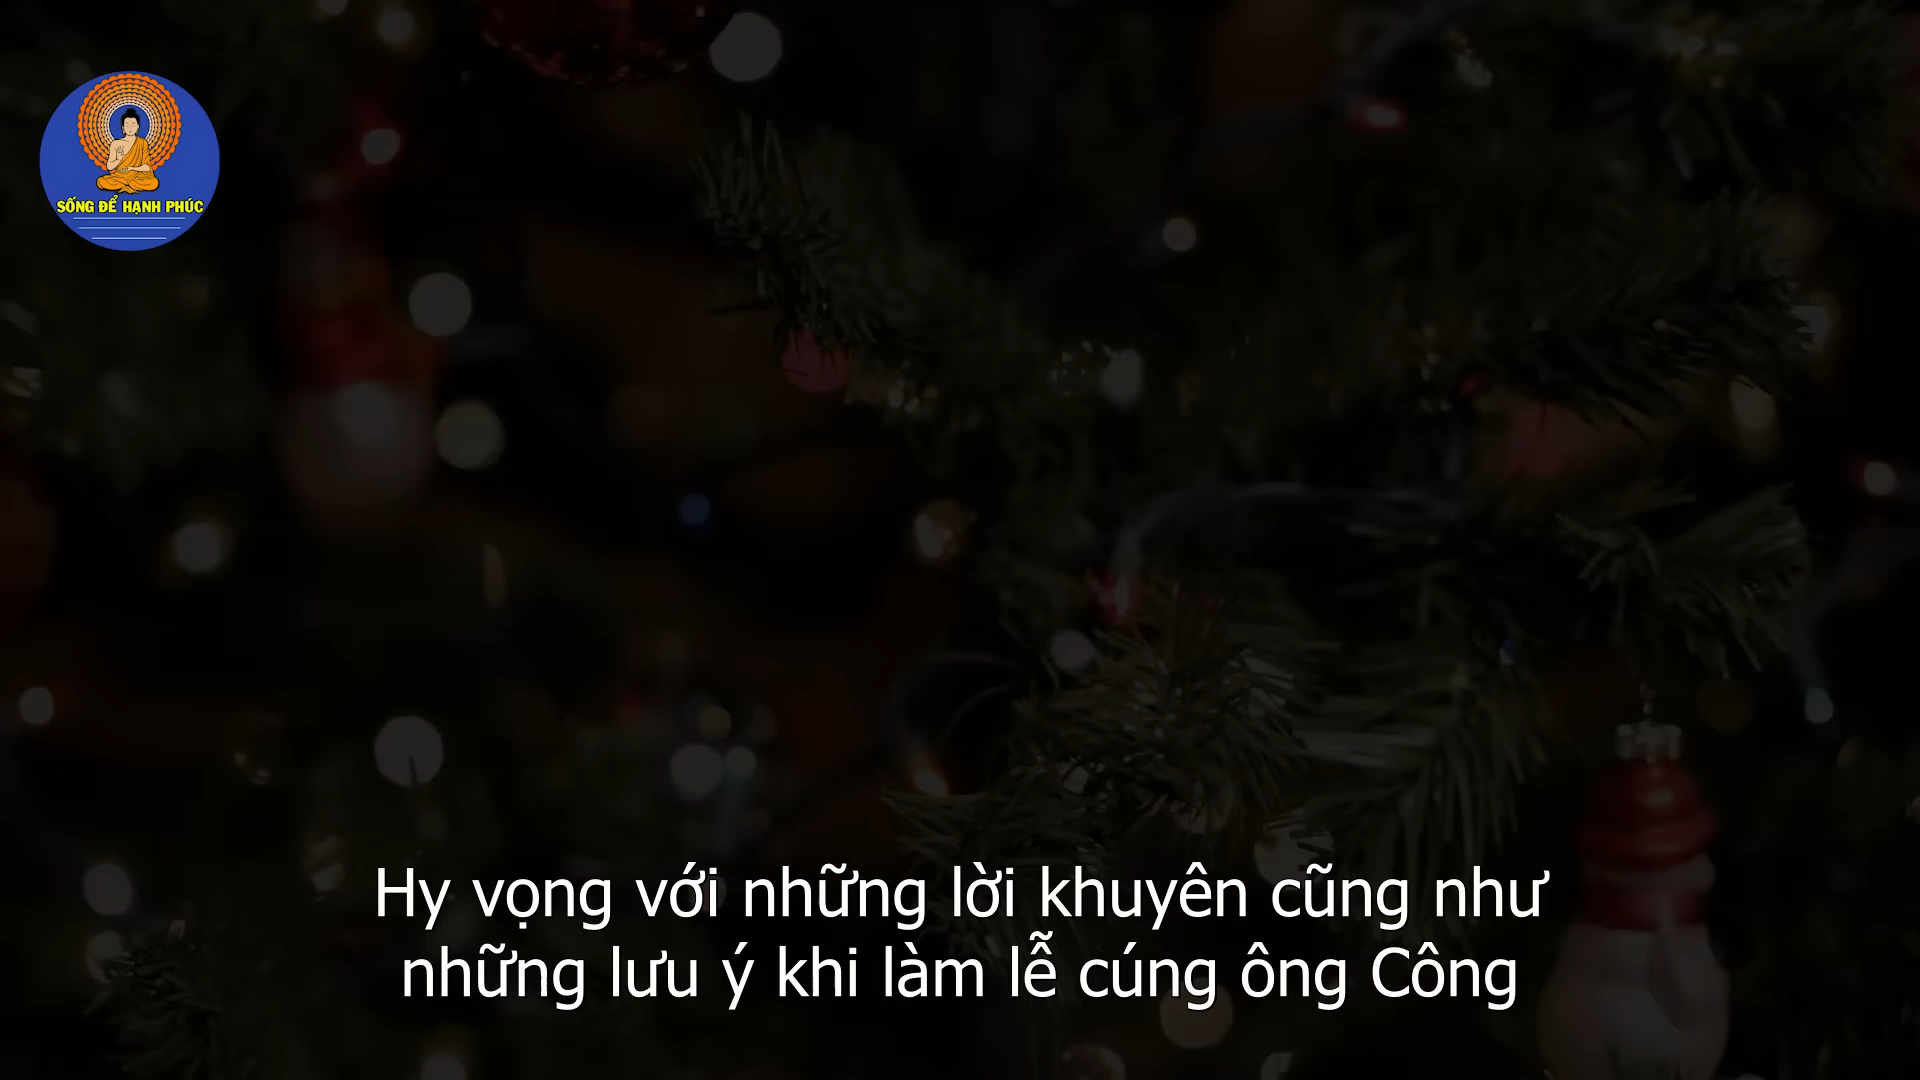 SỐNG ĐỂ HẠNH PHÚC
Hy vọng với những lời khuyên cũng như
những lưu ý khi làm lễ cúng ông Công